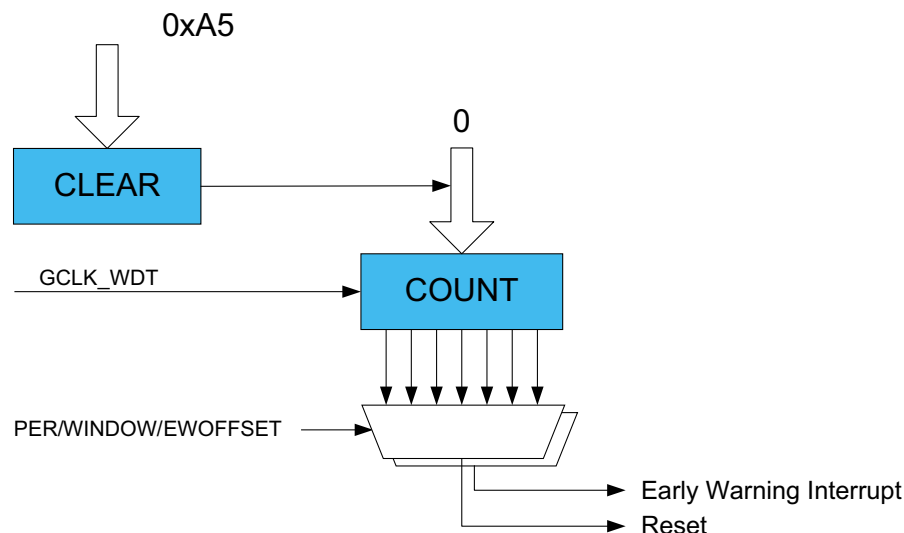 0xA5
0
CLEAR
GCLK_WDT
COUNT
PER/WINDOW/EWOFFSET
Early Warning Interrupt
Reset